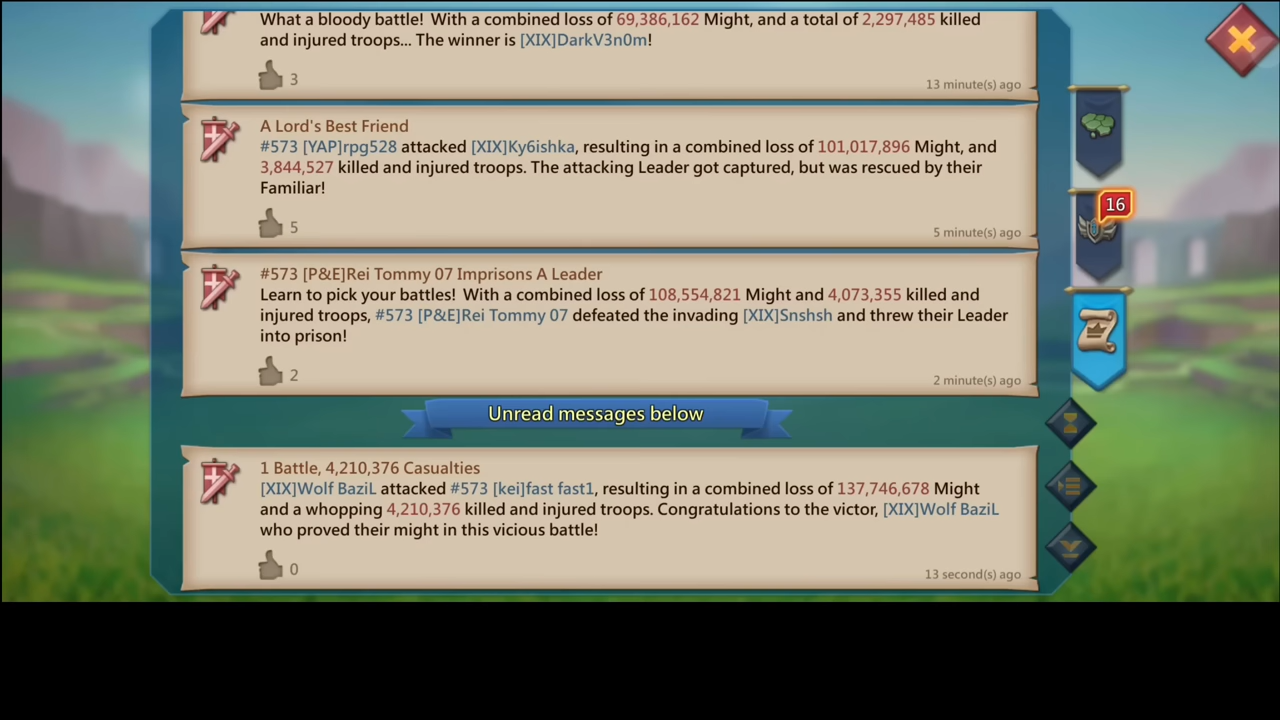 What a bloody battle! With a combined loss of 69,386,162 Might, and a total of 2,297,485 killed
and injured troops... The winner is [XIX]DarkV3n0m!
3
13 minute(s) ago
A Lord's Best Friend
#573 [YAP]rpg528 attacked [XIX]Ky6ishka, resulting in a combined loss of 101,017,896 Might, and
3,844,527 killed and injured troops. The attacking Leader got captured, but was rescued by their
Familiar!
5
5 minute(s) ago
16
#573 [P&E]Rei Tommy 07 Imprisons A Leader
Learn to pick your battles! With a combined loss of 108,554,821 Might and 4,073,355 killed and
injured troops, #573 [P&E]Rei Tommy 07 defeated the invading [XIX]Snshsh and threw their Leader
into prison!
2
2 minute(s) ago
Unread messages below
1 Battle, 4,210,376 Casualties
[XIX]Wolf BaziL attacked #573 [kei]fast fast1, resulting in a combined loss of 137,746,678 Might
and a whopping 4,210,376 killed and injured troops. Congratulations to the victor, [XIX]Wolf BaziL
who proved their might in this vicious battle!
0
13 second(s) ago